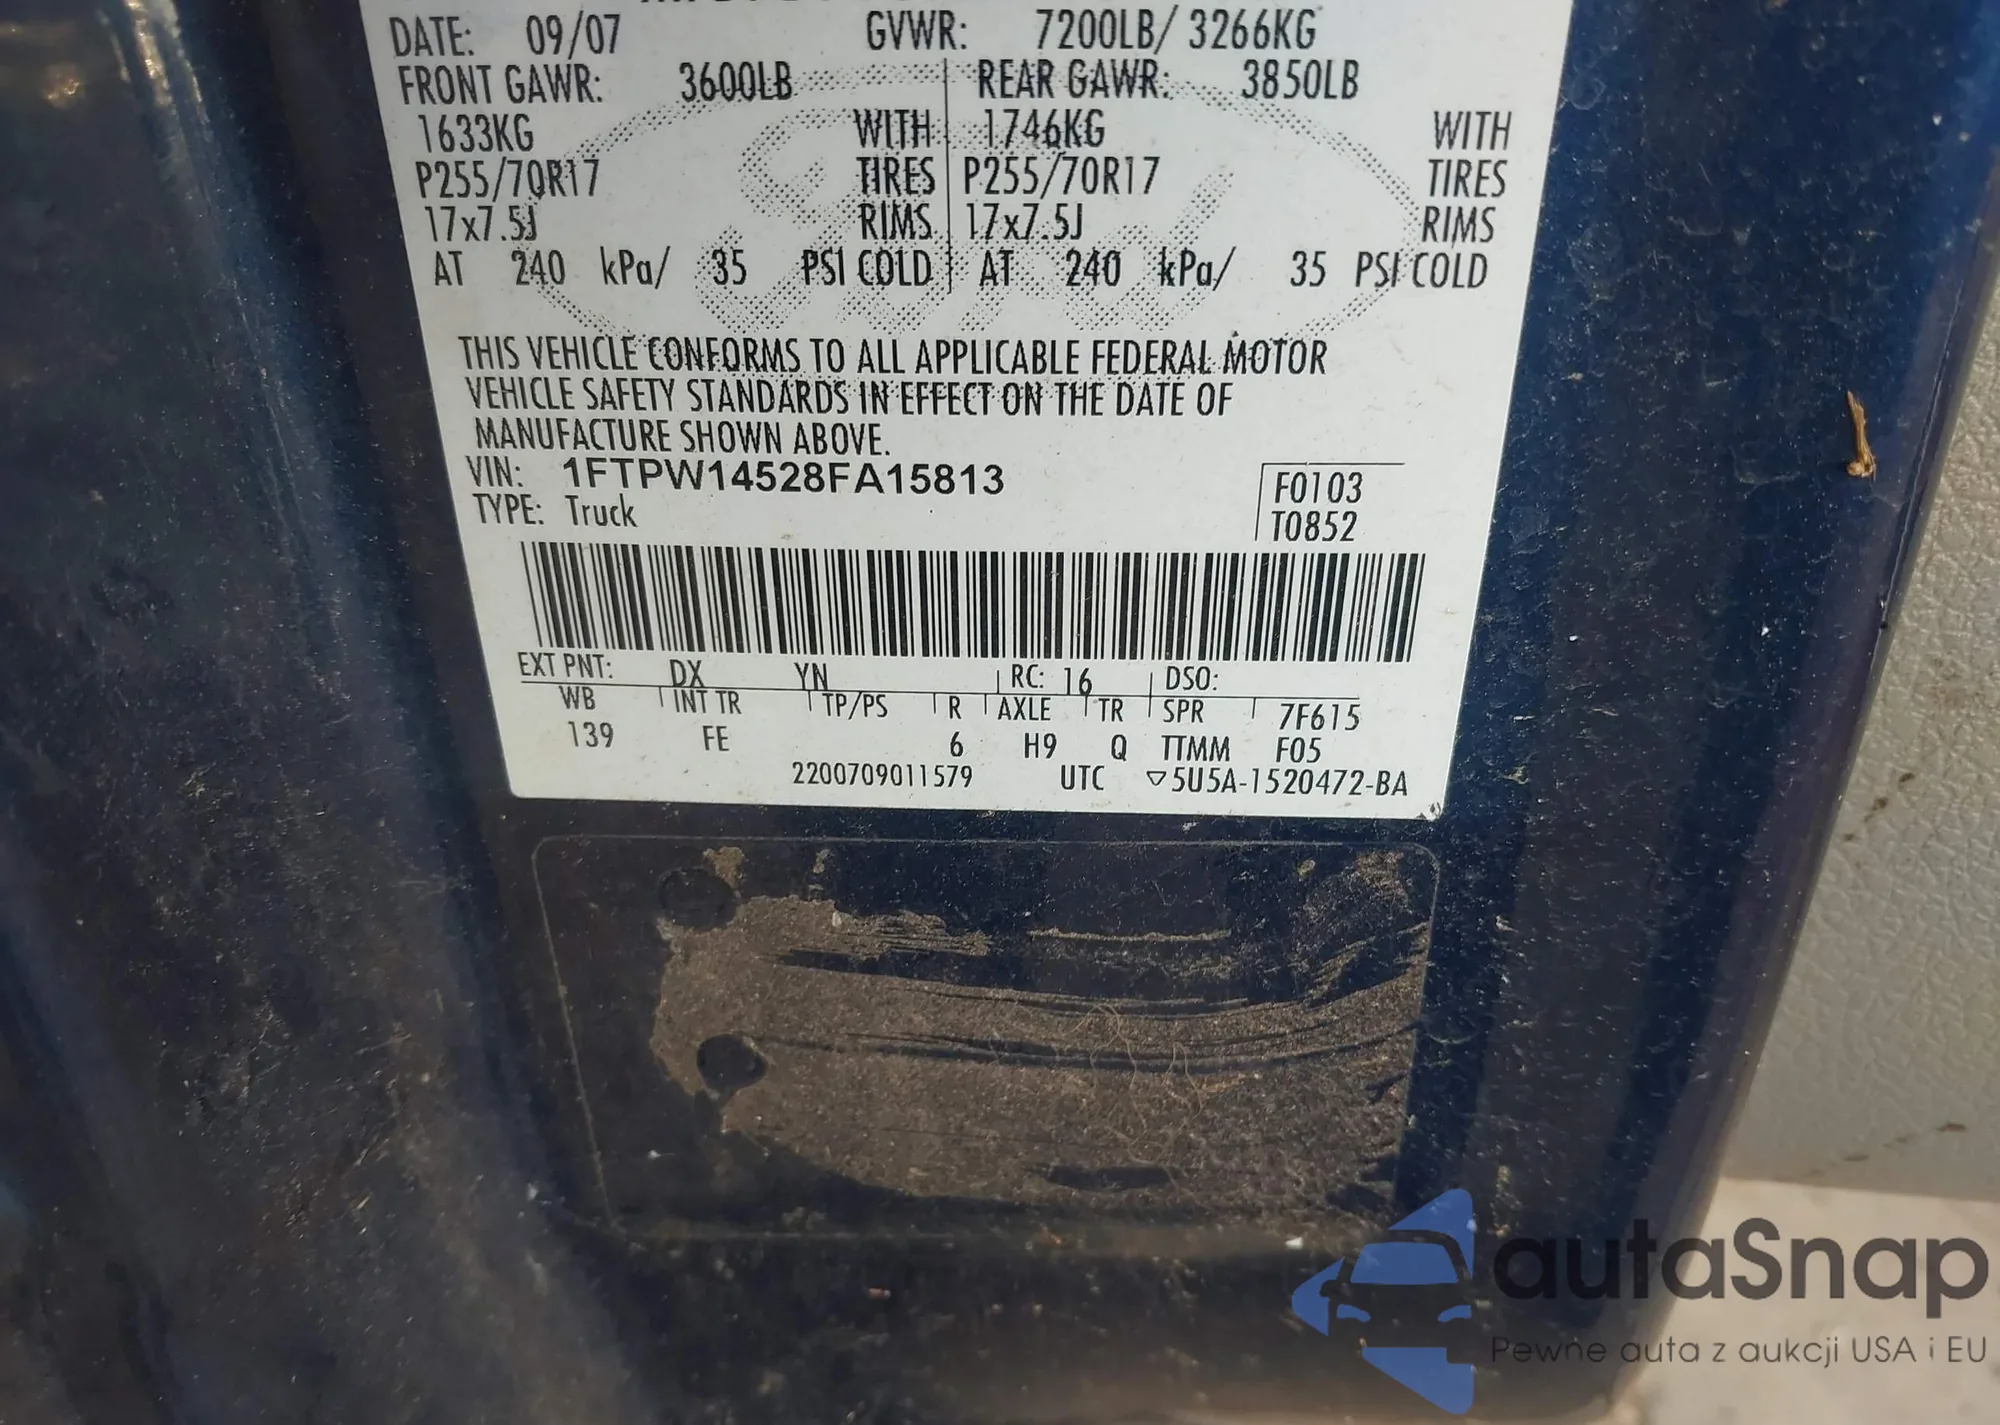 DATE: 09/07 GVWR: 7200LB/ 3266KG
FRONT GAWR: 3600LB REAR GAWR: 3850LB
1633KG WITH 1746KG WITH
P255/70R17 TIRES P255/70R17 TIRES
17x7.5J RIMS 17x7.5J RIMS
AT 240 kPa/ 35 PSI COLD AT 240 kPa/ 35 PSI COLD
THIS VEHICLE CONFORMS TO ALL APPLICABLE FEDERAL MOTOR
VEHICLE SAFETY STANDARDS IN EFFECT ON THE DATE OF
MANUFACTURE SHOWN ABOVE.
VIN: 1FTPW14528FA15813
F0103
TYPE: Truck
T0852
EXT PNT: DX YN RC: 16 DSO:
WB INT TR TP/PS R AXLE TR SPR 7F615
139 FE 6 H9 Q TTMM F05
2200709011579 UTC ▽5U5A-1520472-BA
autaSnap
Pewne auta z aukcji USA i EU